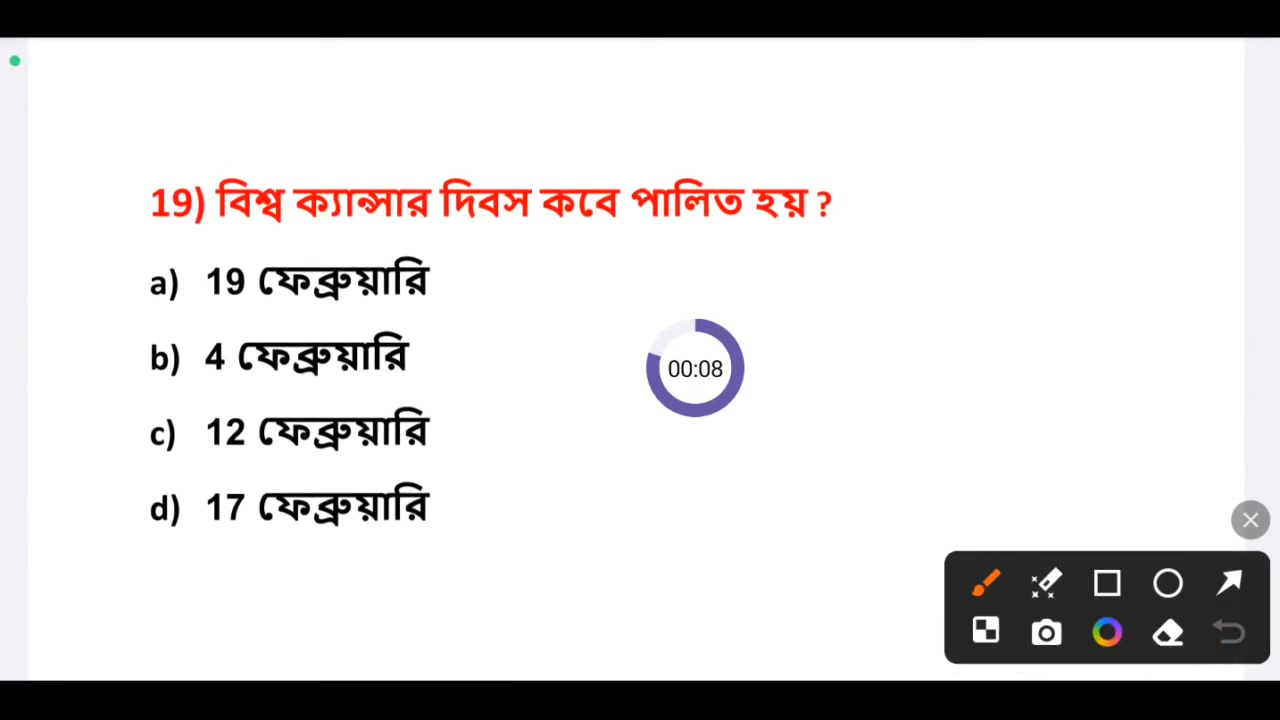 19) বিশ্ব ক্যান্সার দিবস কবে পালিত হয় ?
a) 19 ফেব্রুয়ারি
b) 4 ফেব্রুয়ারি
00:08
c) 12 ফেব্রুয়ারি
d) 17 ফেব্রুয়ারি